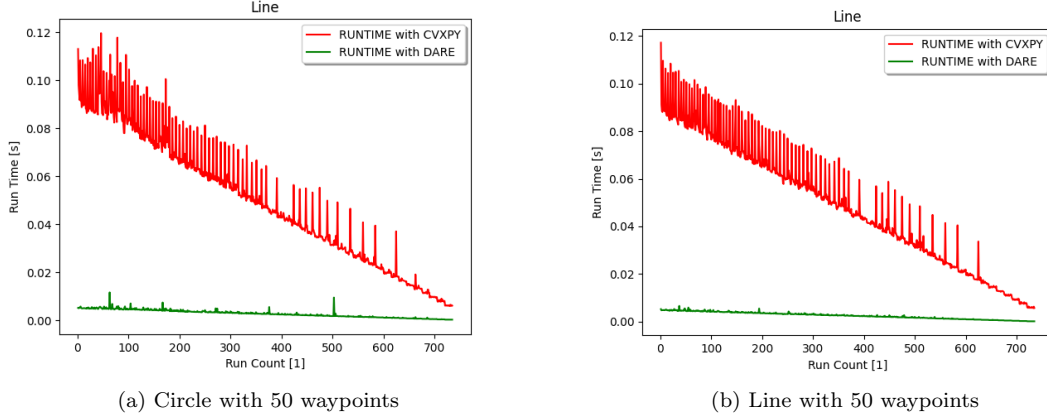 Line
RUNTIME with CVXPY
RUNTIME with DARE
0.12
0.10
0.08
0.06
0.04
0.02
0.00
Run Time [s]
0 100 200 300 400 500 600 700
Run Count [1]
(a) Circle with 50 waypoints
Line
RUNTIME with CVXPY
RUNTIME with DARE
0.12
0.10
0.08
0.06
0.04
0.02
0.00
Run Time [s]
0 100 200 300 400 500 600 700
Run Count [1]
(b) Line with 50 waypoints